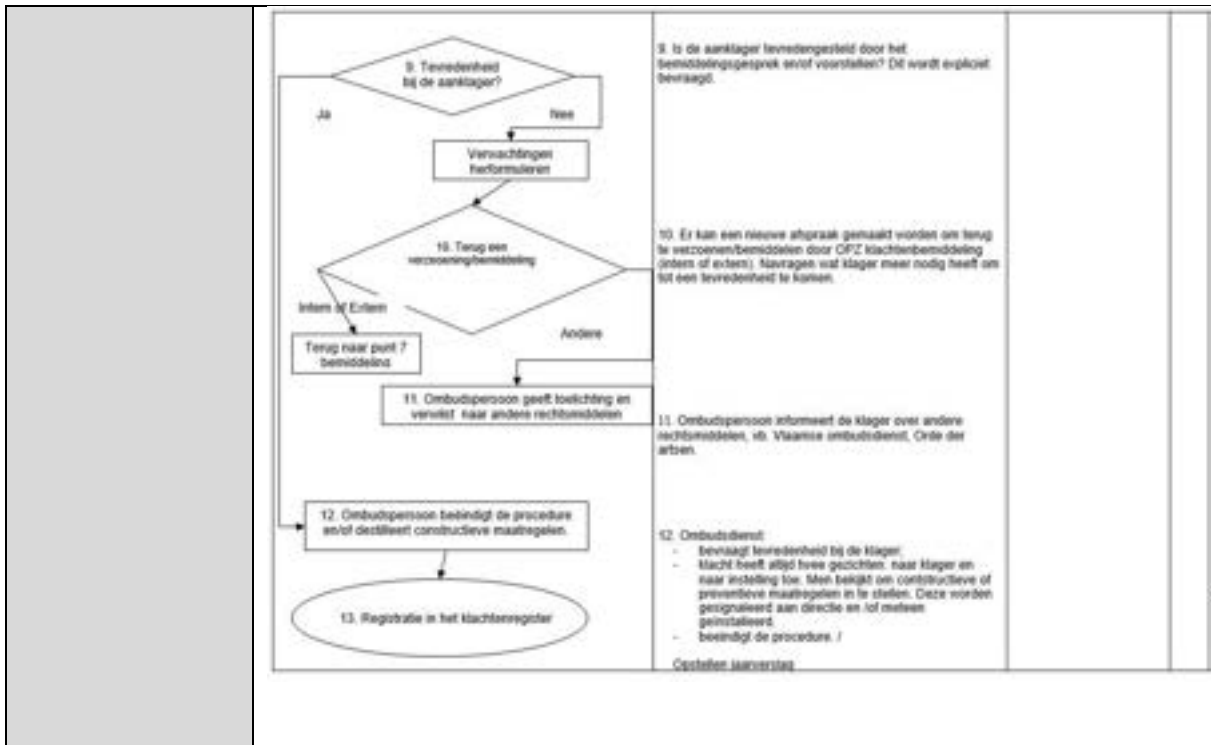 9. Tevredenheid
bij de aanklager?
Ja
Nee
Verwachtingen
herformuleren
10. Terug een
verzoening/bemiddeling
Intern of Extern
Andere
Terug naar punt 7
bemiddeling
11. Ombudspersoon geeft toelichting en
verwijst naar andere rechtsmiddelen
12. Ombudspersoon beëindigt de procedure
en/of destilleert constructieve maatregelen.
13. Registratie in het klachtenregister
9. Is de aanklager tevredengesteld door het
bemiddelingsgesprek en/of voorstellen? Dit wordt expliciet
bevraagd.
10. Er kan een nieuwe afspraak gemaakt worden om terug
te verzoenen/bemiddelen door OPZ klachtenbemiddeling
(intern of extern). Navragen wat klager meer nodig heeft om
tot een tevredenheid te komen.
11. Ombudspersoon informeert de klager over andere
rechtsmiddelen, vb. Vlaamse ombudsdienst, Orde der
artsen.
12. Ombudsdienst:
- bevraagt tevredenheid bij de klager;
- klacht heeft altijd twee gezichten: naar klager en
naar instelling toe. Men bekijkt om contstructieve of
preventieve maatregelen in te stellen. Deze worden
gesignaleerd aan directie en /of meteen
geïnstalleerd.
- beeindigt de procedure. /
Opstellen jaarverslag